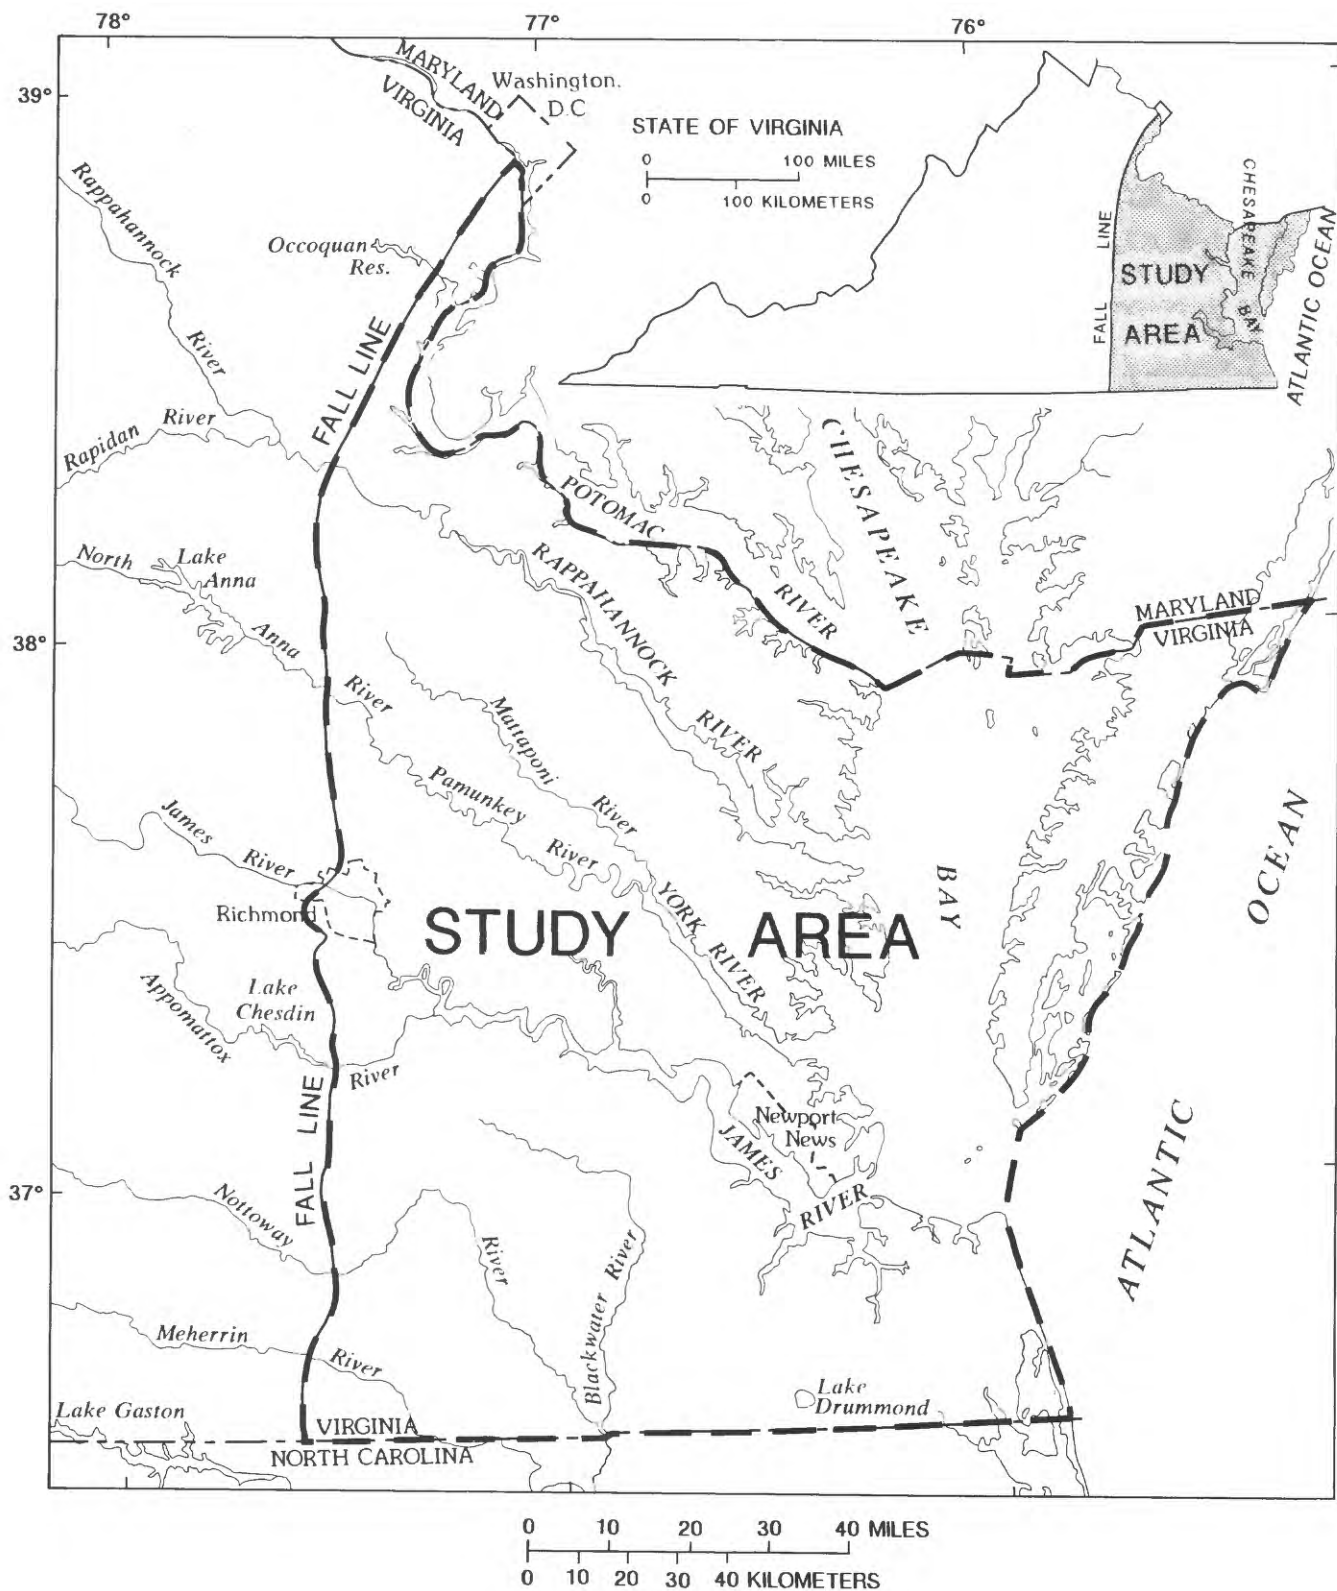 78°
77°
76°
39°
MARYLAND
VIRGINIA
Washington.
D.C
STATE OF VIRGINIA
0 100 MILES
0 100 KILOMETERS
FALL LINE
STUDY
AREA
CHESAPEAKE
BAY
ATLANTIC OCEAN
Rappahannock
River
Occoquan
Res.
FALL LINE
Rapidan River
CHESAPEAKE
BAY
POTOMAC
RIVER
North
Anna
River
Lake
Anna
RAPPAHANNOCK
RIVER
MARYLAND
VIRGINIA
38°
Mattaponi
River
Pamunkey
River
James
River
Richmond
YORK RIVER
STUDY AREA
ATLANTIC OCEAN
Lake
Chesdin
Appomattox
River
FALL LINE
Newport
News
JAMES
RIVER
37°
Nottoway
River
Blackwater River
Meherrin
River
Lake
Drummond
Lake Gaston
VIRGINIA
NORTH CAROLINA
0 10 20 30 40 MILES
0 10 20 30 40 KILOMETERS